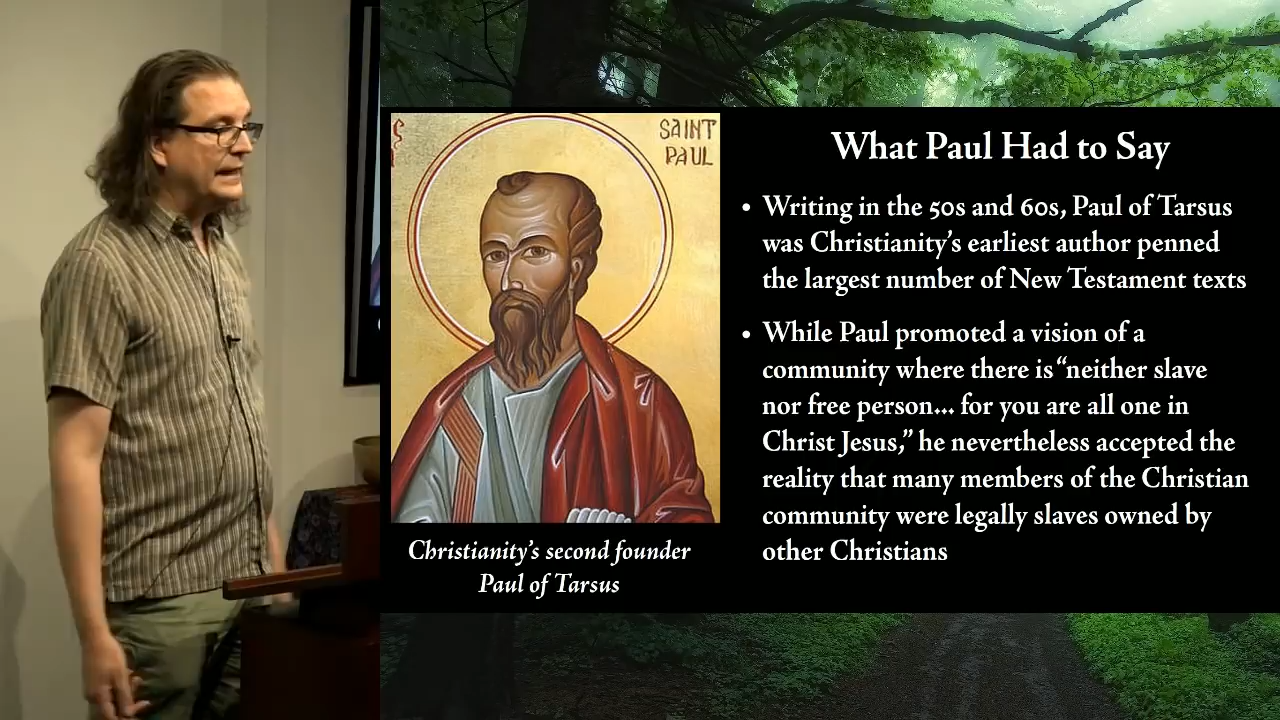 SAINT
PAUL
Christianity's second founder
Paul of Tarsus
What Paul Had to Say
• Writing in the 50s and 60s, Paul of Tarsus
was Christianity's earliest author penned
the largest number of New Testament texts
• While Paul promoted a vision of a
community where there is “neither slave
nor free person... for you are all one in
Christ Jesus,” he nevertheless accepted the
reality that many members of the Christian
community were legally slaves owned by
other Christians